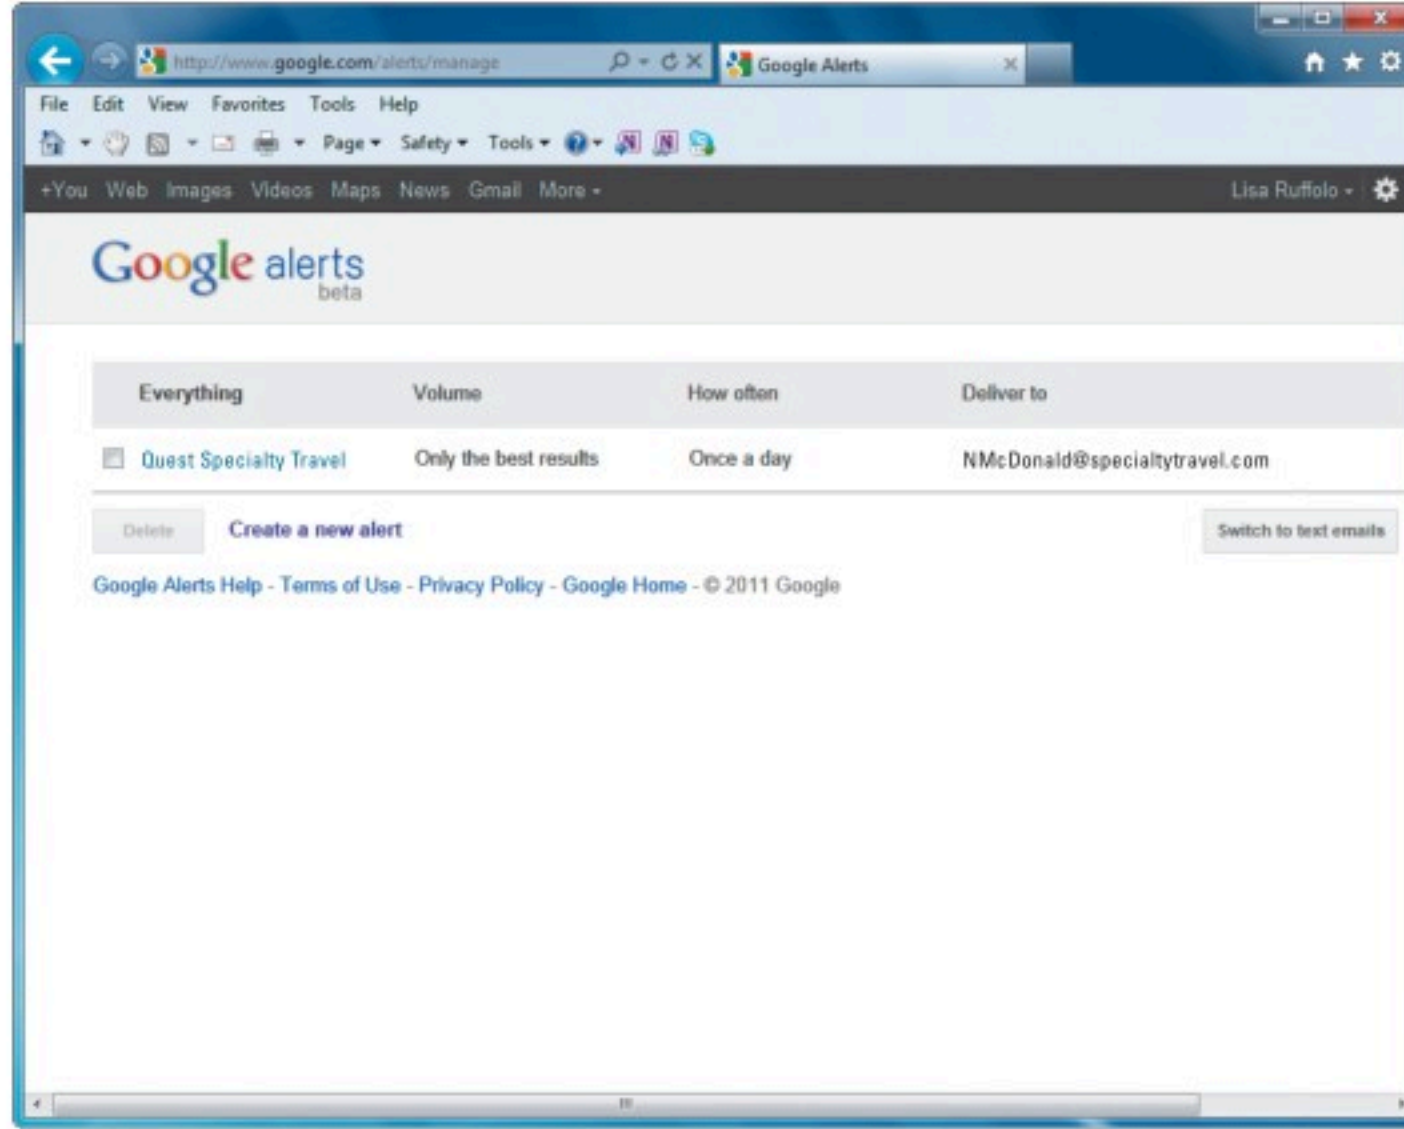 http://www.google.com/alerts/manage Google Alerts
File Edit View Favorites Tools Help
Page Safety Tools
+You Web Images Videos Maps News Gmail More Lisa Ruffolo
Google alerts
beta
Everything Volume How often Deliver to
Quest Specialty Travel Only the best results Once a day NMcDonald@specialtytravel.com
Delete Create a new alert Switch to text emails
Google Alerts Help - Terms of Use - Privacy Policy - Google Home - © 2011 Google